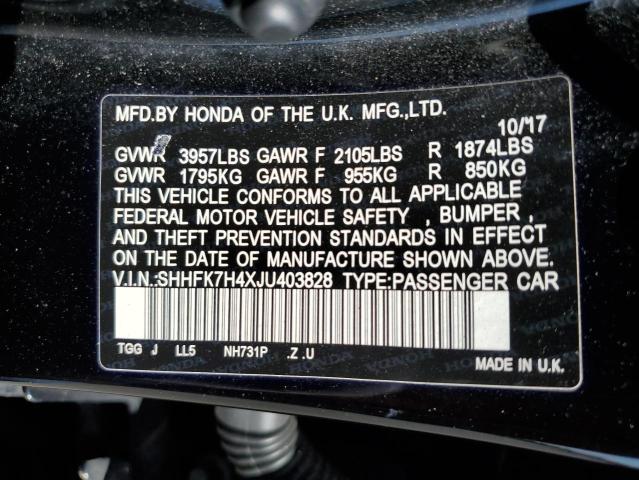 MFD.BY HONDA OF THE U.K. MFG.,LTD.
10/17
GVWR 3957LBS GAWR F 2105LBS R 1874LBS
GVWR 1795KG GAWR F 955KG R 850KG
THIS VEHICLE CONFORMS TO ALL APPLICABLE
FEDERAL MOTOR VEHICLE SAFETY , BUMPER ,
AND THEFT PREVENTION STANDARDS IN EFFECT
ON THE DATE OF MANUFACTURE SHOWN ABOVE.
V.I.N.:SHHFK7H4XJU403828 TYPE:PASSENGER CAR
TGG J LL5 NH731P .Z .U
MADE IN U.K.